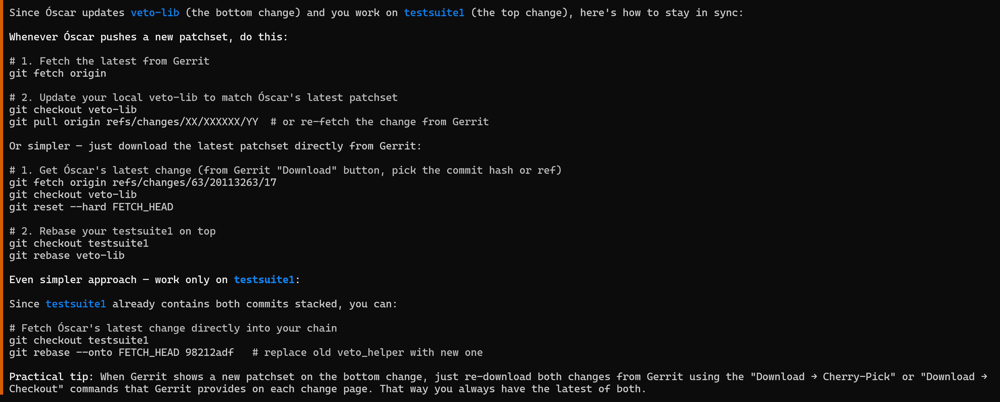 Since Óscar updates veto-lib (the bottom change) and you work on testsuite1 (the top change), here's how to stay in sync:
Whenever Óscar pushes a new patchset, do this:
# 1. Fetch the latest from Gerrit
git fetch origin
# 2. Update your local veto-lib to match Óscar's latest patchset
git checkout veto-lib
git pull origin refs/changes/XX/XXXXXX/YY  # or re-fetch the change from Gerrit
Or simpler — just download the latest patchset directly from Gerrit:
# 1. Get Óscar's latest change (from Gerrit "Download" button, pick the commit hash or ref)
git fetch origin refs/changes/63/20113263/17
git checkout veto-lib
git reset --hard FETCH_HEAD
# 2. Rebase your testsuite1 on top
git checkout testsuite1
git rebase veto-lib
Even simpler approach — work only on testsuite1:
Since testsuite1 already contains both commits stacked, you can:
# Fetch Óscar's latest change directly into your chain
git checkout testsuite1
git rebase --onto FETCH_HEAD 98212adf   # replace old veto_helper with new one
Practical tip: When Gerrit shows a new patchset on the bottom change, just re-download both changes from Gerrit using the "Download → Cherry-Pick" or "Download →
Checkout" commands that Gerrit provides on each change page. That way you always have the latest of both.